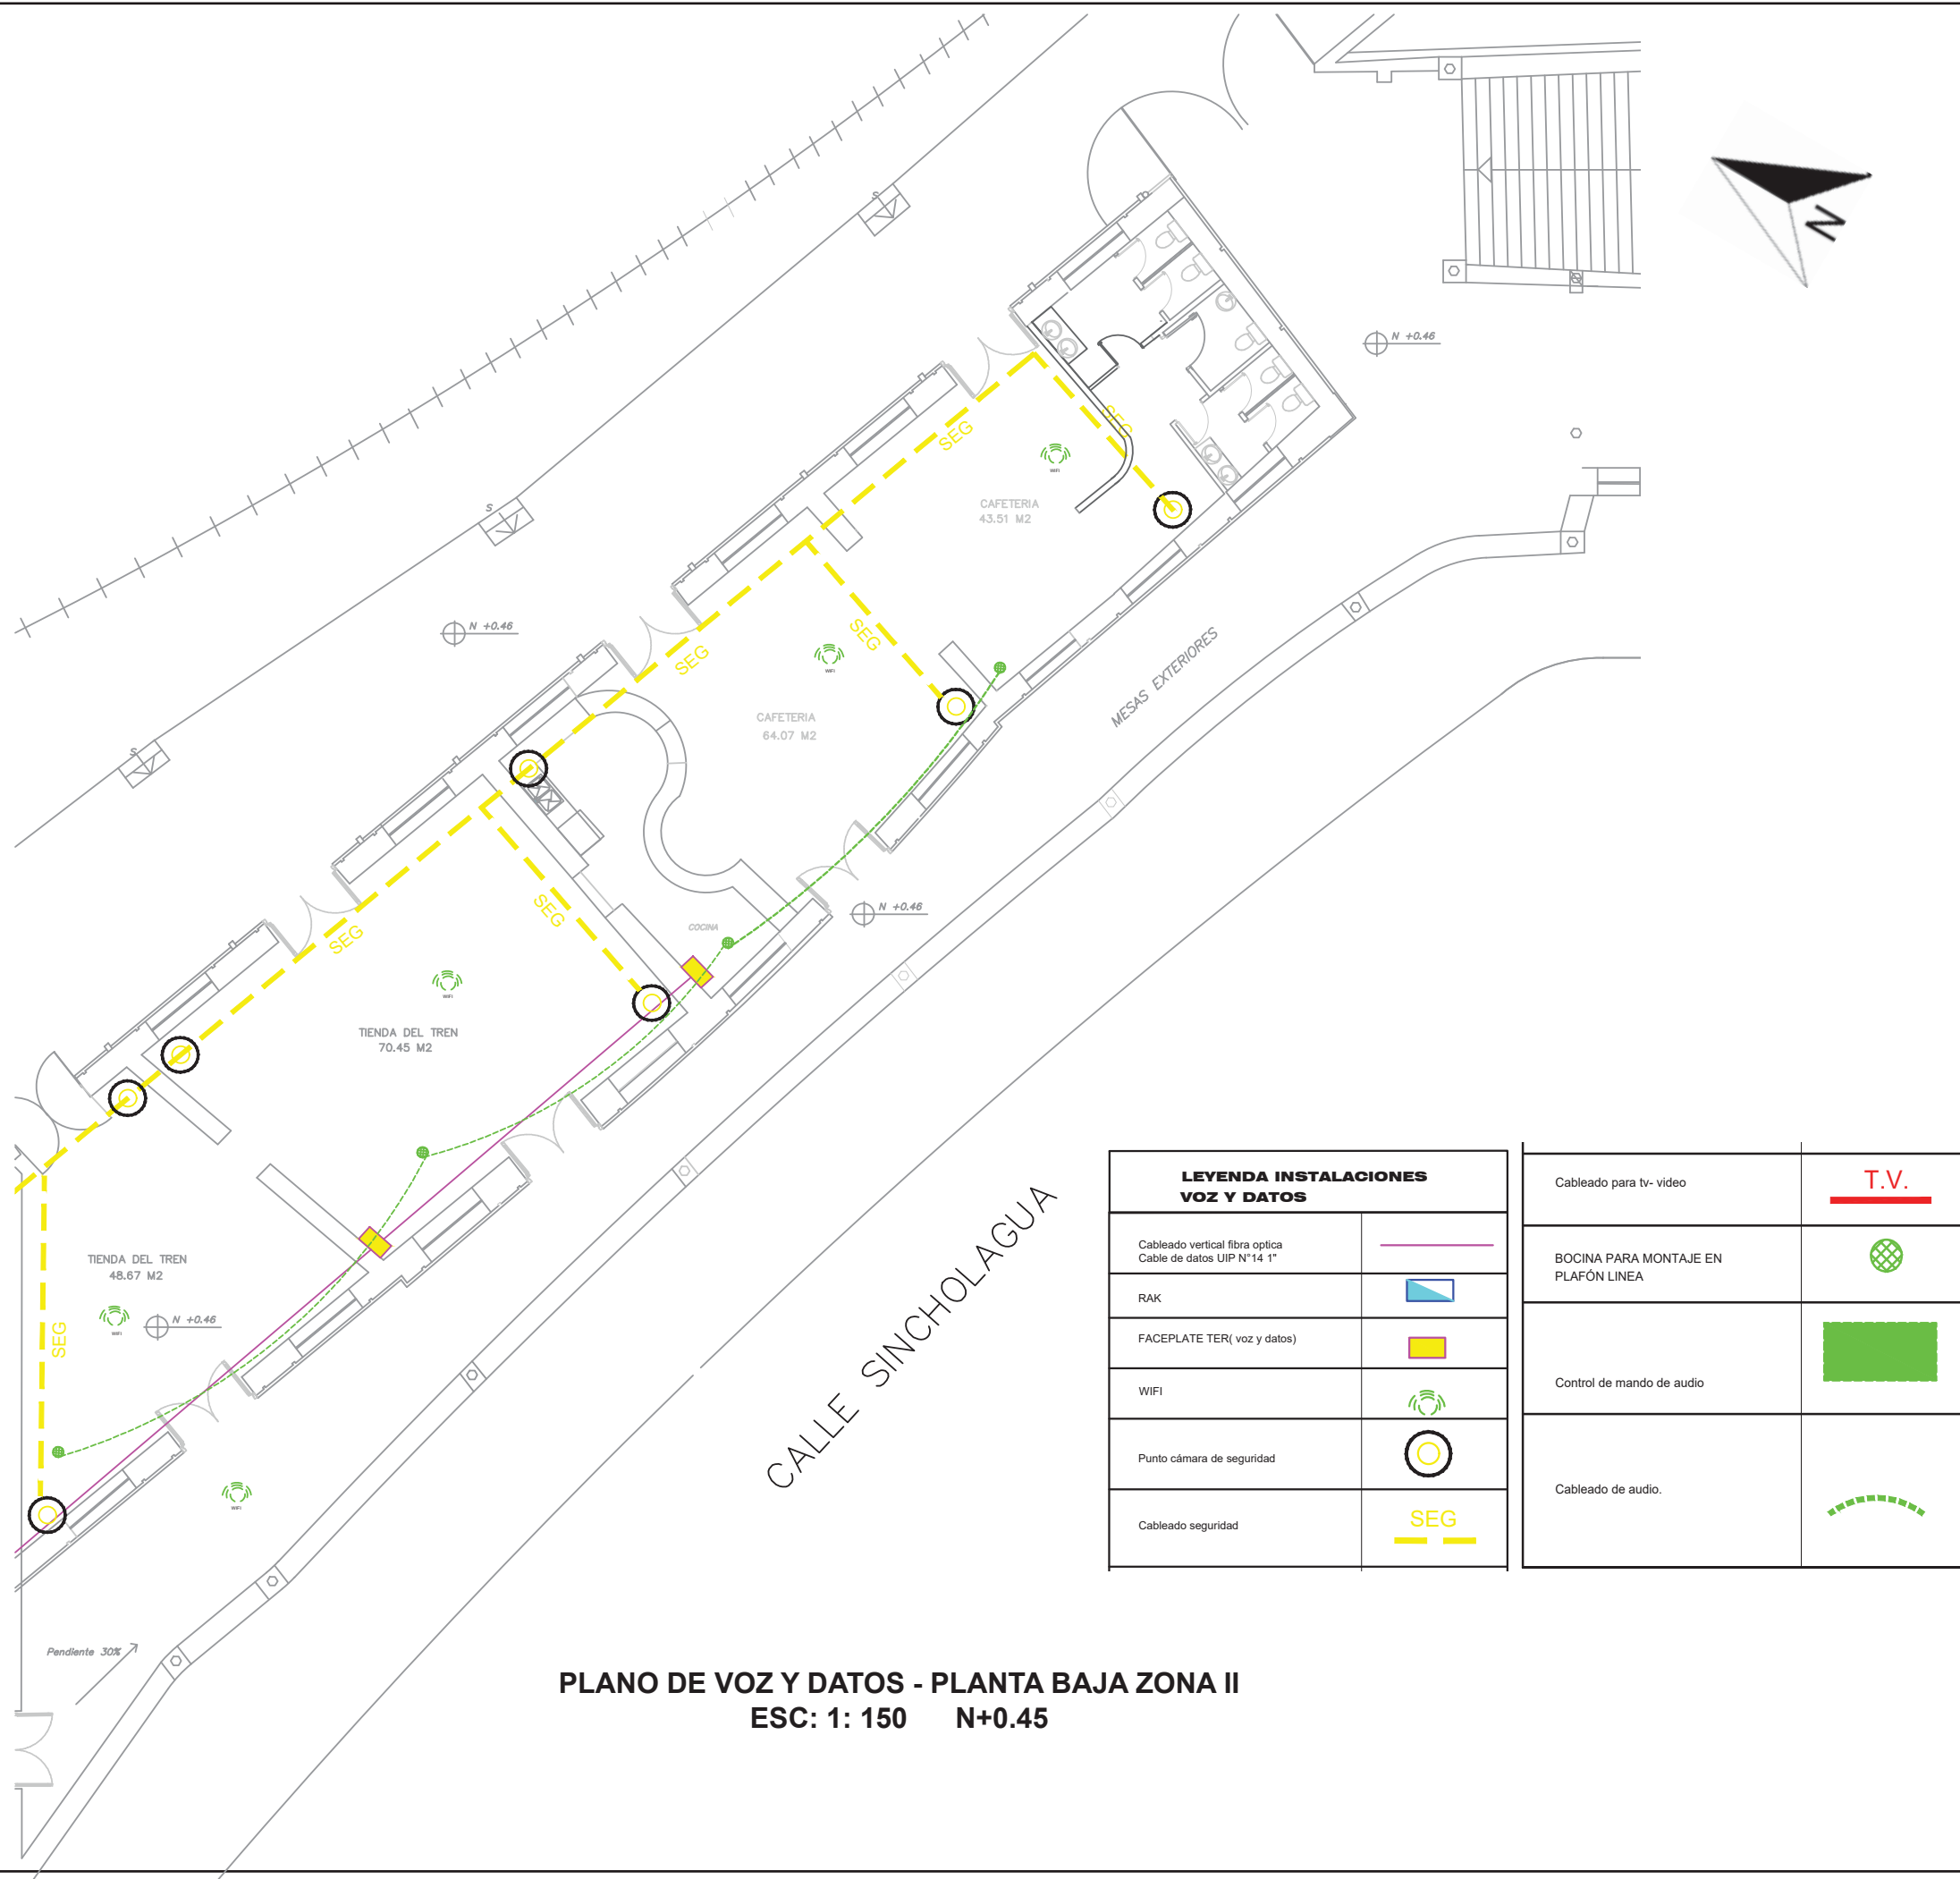 N
S
N +0.46
SEG
SEG
WIFI
CAFETERIA
43.51 M2
S
N +0.46
SEG
SEG
WIFI
MESAS EXTERIORES
CAFETERIA
64.07 M2
S
N +0.46
SEG
SEG
COCINA
WIFI
TIENDA DEL TREN
70.45 M2
TIENDA DEL TREN
48.67 M2
WIFI
N +0.46
SEG
WIFI
CALLE SINCHOLAGUA
Pendiente 30%
LEYENDA INSTALACIONES
VOZ Y DATOS
Cableado vertical fibra optica
Cable de datos UIP N°14 1"
RAK
FACEPLATE TER( voz y datos)
WIFI
Punto cámara de seguridad
Cableado seguridad
SEG
Cableado para tv- video
T.V.
BOCINA PARA MONTAJE EN
PLAFÓN LINEA
Control de mando de audio
Cableado de audio.
PLANO DE VOZ Y DATOS - PLANTA BAJA ZONA II
ESC: 1: 150 N+0.45